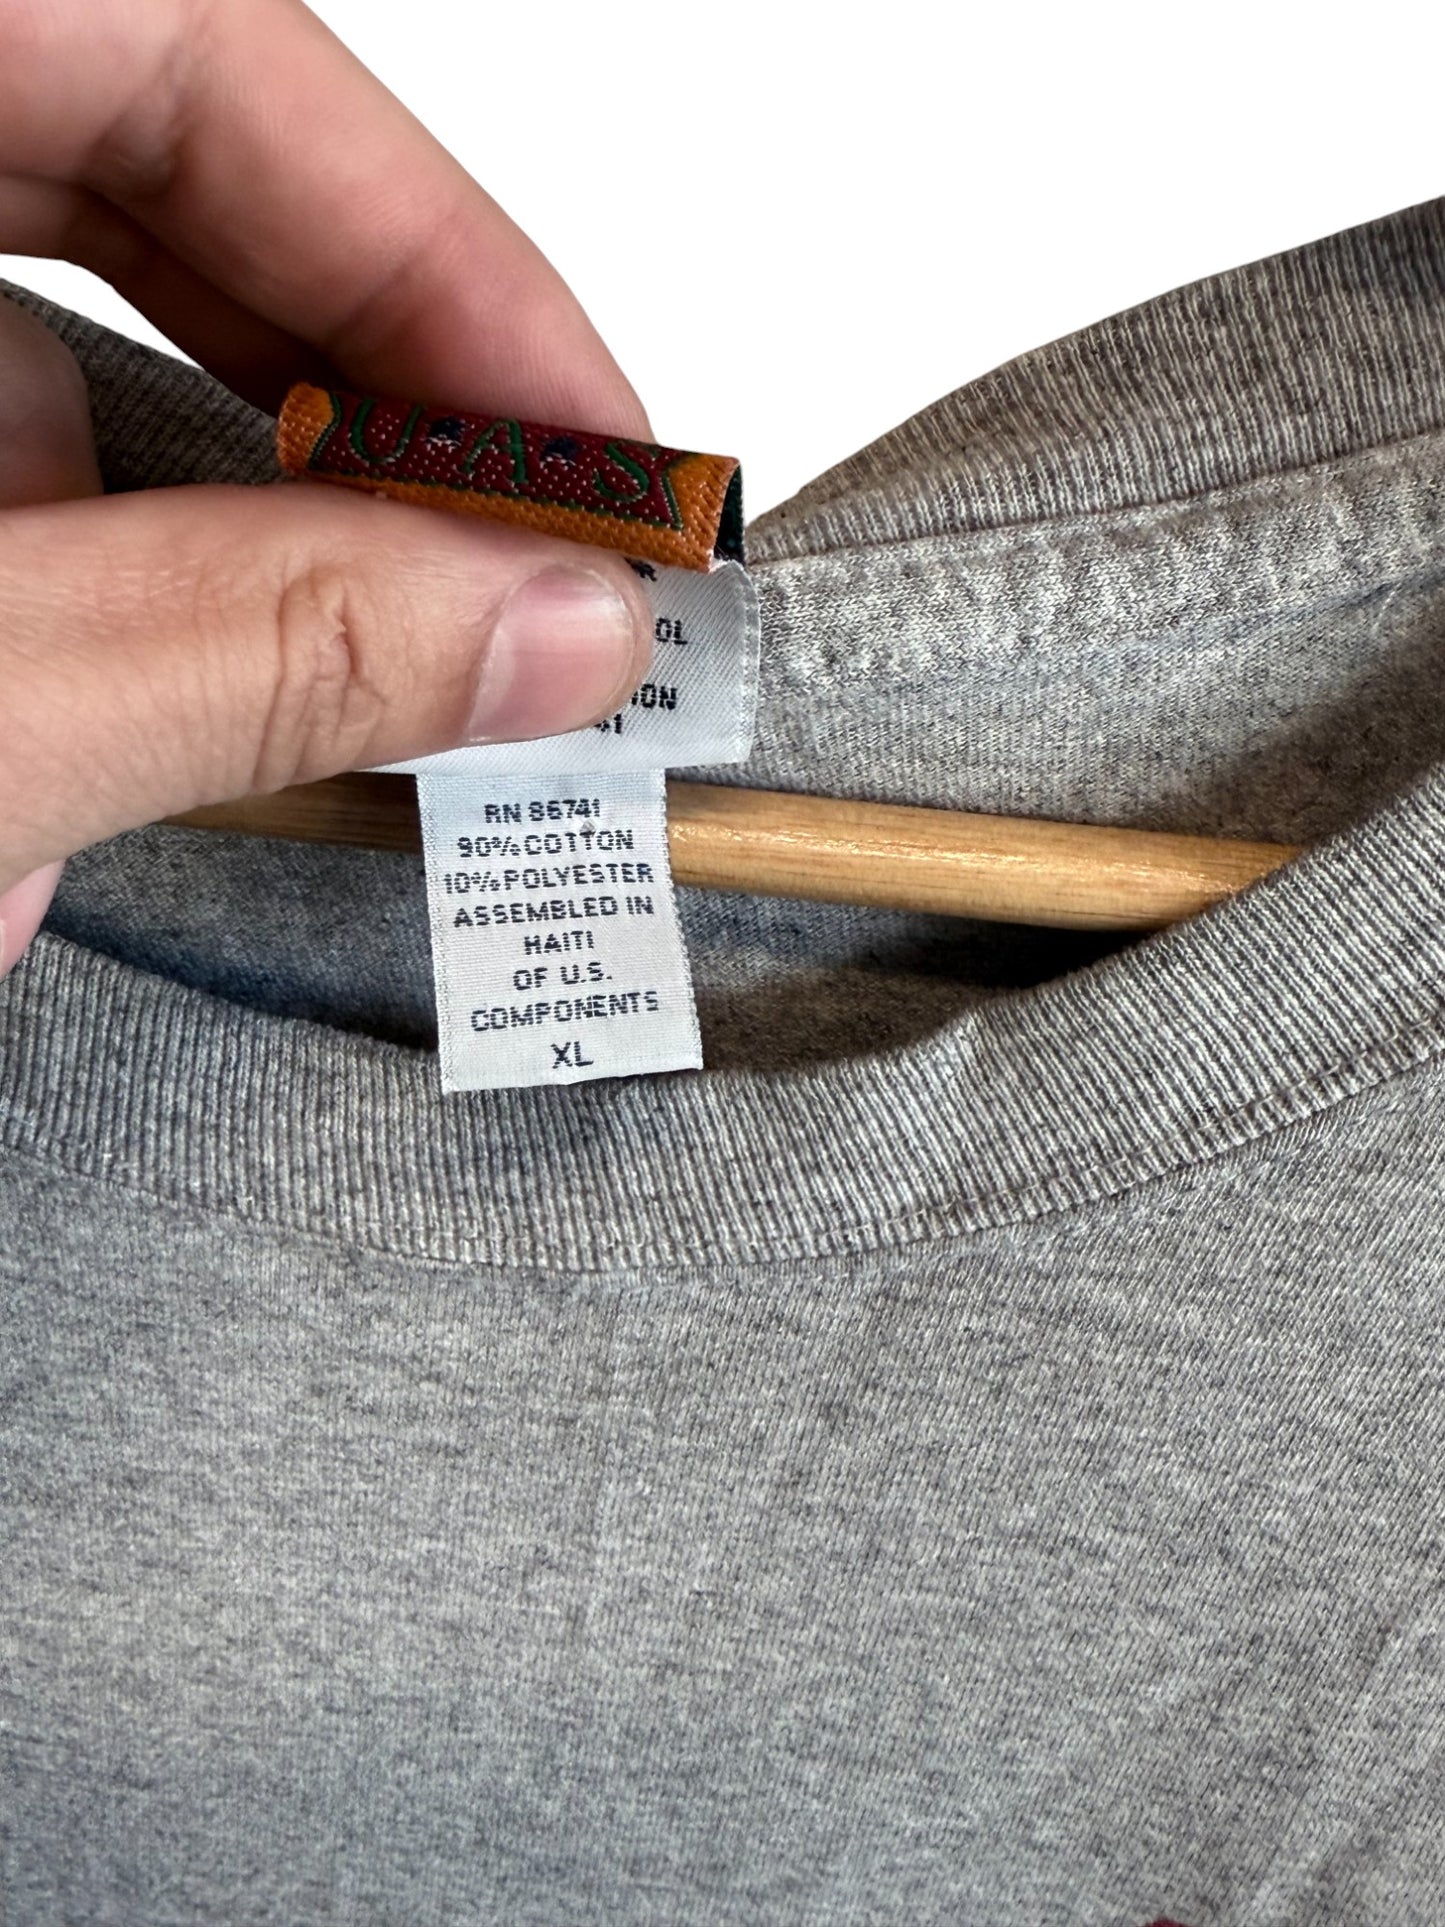 U.A.S
RN 86741
90% COTTON
10% POLYESTER
ASSEMBLED IN
HAITI
OF U.S.
COMPONENTS
XL